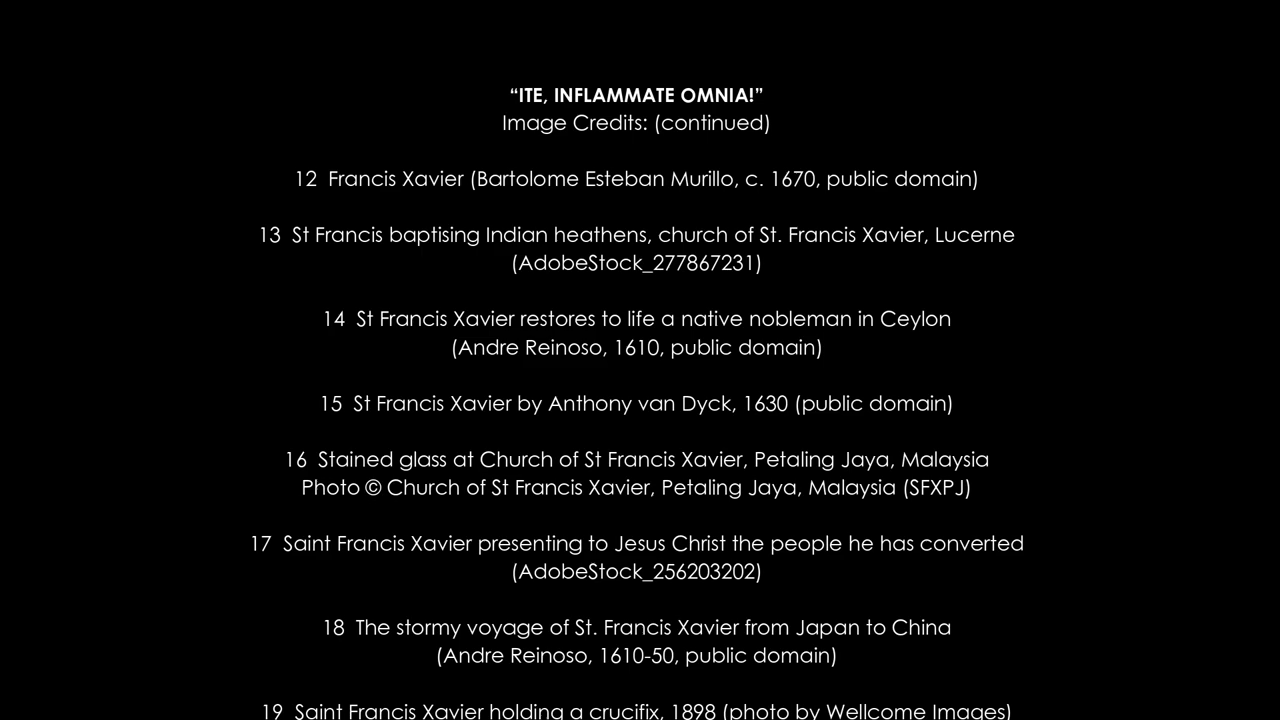 “ITE, INFLAMMATE OMNIA!”
Image Credits: (continued)
12 Francis Xavier (Bartolome Esteban Murillo, c. 1670, public domain)
13 St Francis baptising Indian heathens, church of St. Francis Xavier, Lucerne
(AdobeStock_277867231)
14 St Francis Xavier restores to life a native nobleman in Ceylon
(Andre Reinoso, 1610, public domain)
15 St Francis Xavier by Anthony van Dyck, 1630 (public domain)
16 Stained glass at Church of St Francis Xavier, Petaling Jaya, Malaysia
Photo © Church of St Francis Xavier, Petaling Jaya, Malaysia (SFXPJ)
17 Saint Francis Xavier presenting to Jesus Christ the people he has converted
(AdobeStock_256203202)
18 The stormy voyage of St. Francis Xavier from Japan to China
(Andre Reinoso, 1610-50, public domain)
19 Saint Francis Xavier holding a crucifix, 1898 (photo by Wellcome Images)